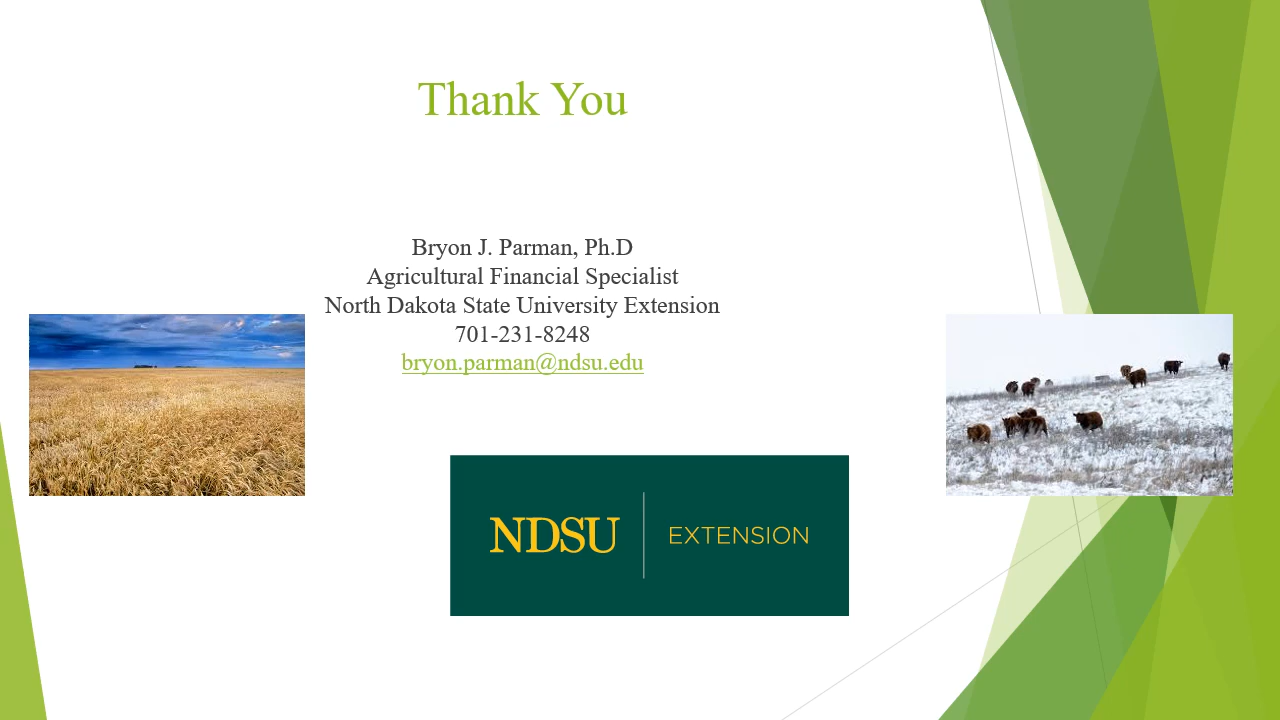 Thank You
Bryon J. Parman, Ph.D
Agricultural Financial Specialist
North Dakota State University Extension
701-231-8248
bryon.parman@ndsu.edu
NDSU EXTENSION